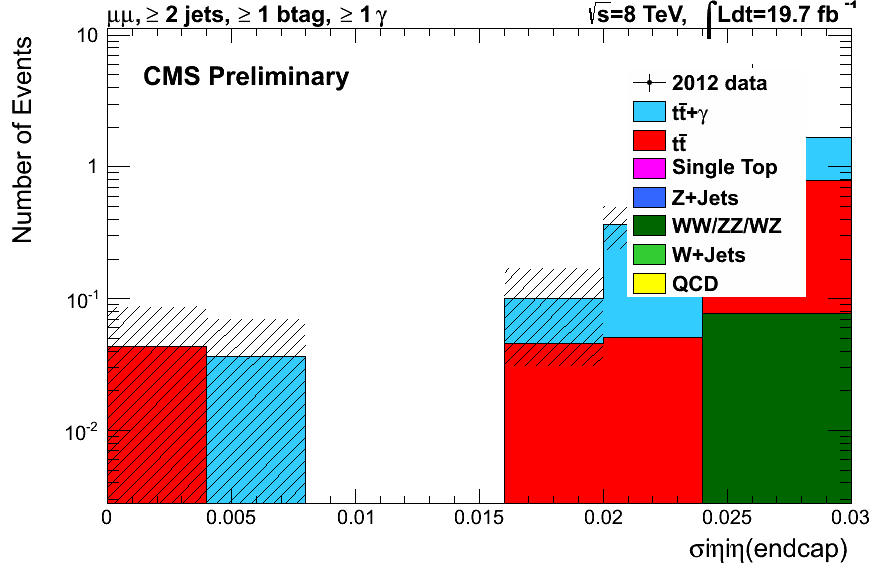 μμ, ≥ 2 jets, ≥ 1 btag, ≥ 1 γ
√s=8 TeV, ∫Ldt=19.7 fb⁻¹
CMS Preliminary
Number of Events
10
1
10⁻¹
10⁻²
2012 data
tt̄+γ
tt̄
Single Top
Z+Jets
WW/ZZ/WZ
W+Jets
QCD
0 0.005 0.01 0.015 0.02 0.025 0.03
σiηiη(endcap)